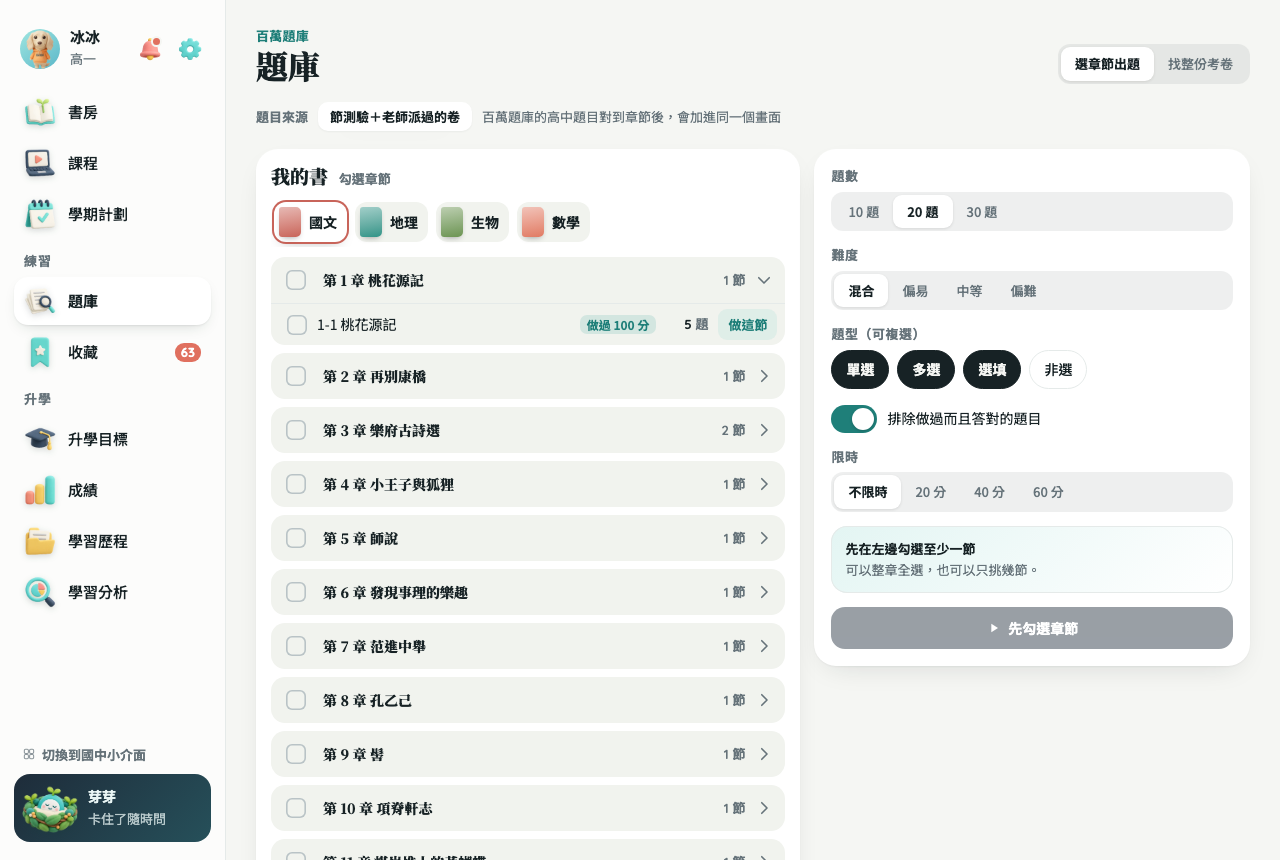 冰冰
高一
書房
課程
學期計劃
練習
題庫
收藏
63
升學
升學目標
成績
學習歷程
學習分析
切換到國中小介面
芽芽
卡住了隨時問
百萬題庫
題庫
選章節出題
找整份考卷
題目來源
節測驗＋老師派過的卷
百萬題庫的高中題目對到章節後，會加進同一個畫面
我的書 勾選章節
國文
地理
生物
數學
第 1 章 桃花源記 1 節
1-1 桃花源記 做過 100 分 5 題 做這節
第 2 章 再別康橋 1 節
第 3 章 樂府古詩選 2 節
第 4 章 小王子與狐狸 1 節
第 5 章 師說 1 節
第 6 章 發現事理的樂趣 1 節
第 7 章 范進中舉 1 節
第 8 章 孔乙己 1 節
第 9 章 髻 1 節
第 10 章 項脊軒志 1 節
題數
10 題 20 題 30 題
難度
混合 偏易 中等 偏難
題型（可複選）
單選 多選 選填 非選
排除做過而且答對的題目
限時
不限時 20 分 40 分 60 分
先在左邊勾選至少一節
可以整章全選，也可以只挑幾節。
先勾選章節